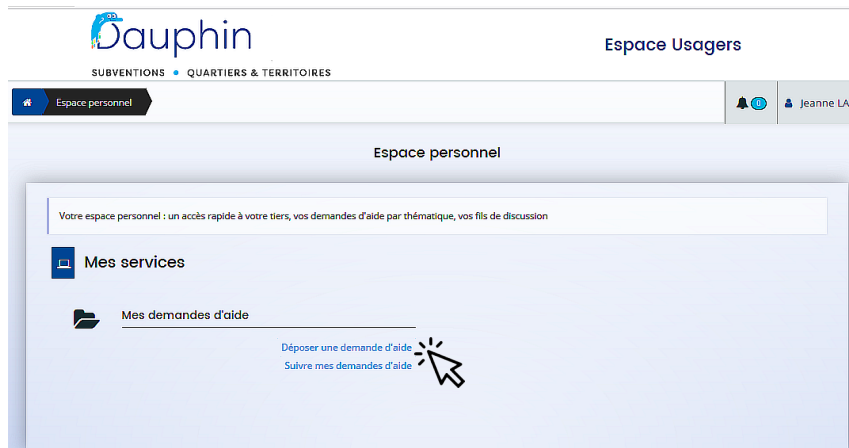 Dauphin
Espace Usagers
SUBVENTIONS • QUARTIERS & TERRITOIRES
Espace personnel
0
Jeanne LA
Espace personnel
Votre espace personnel : un accès rapide à votre tiers, vos demandes d'aide par thématique, vos fils de discussion
Mes services
Mes demandes d'aide
Déposer une demande d'aide
Suivre mes demandes d'aide